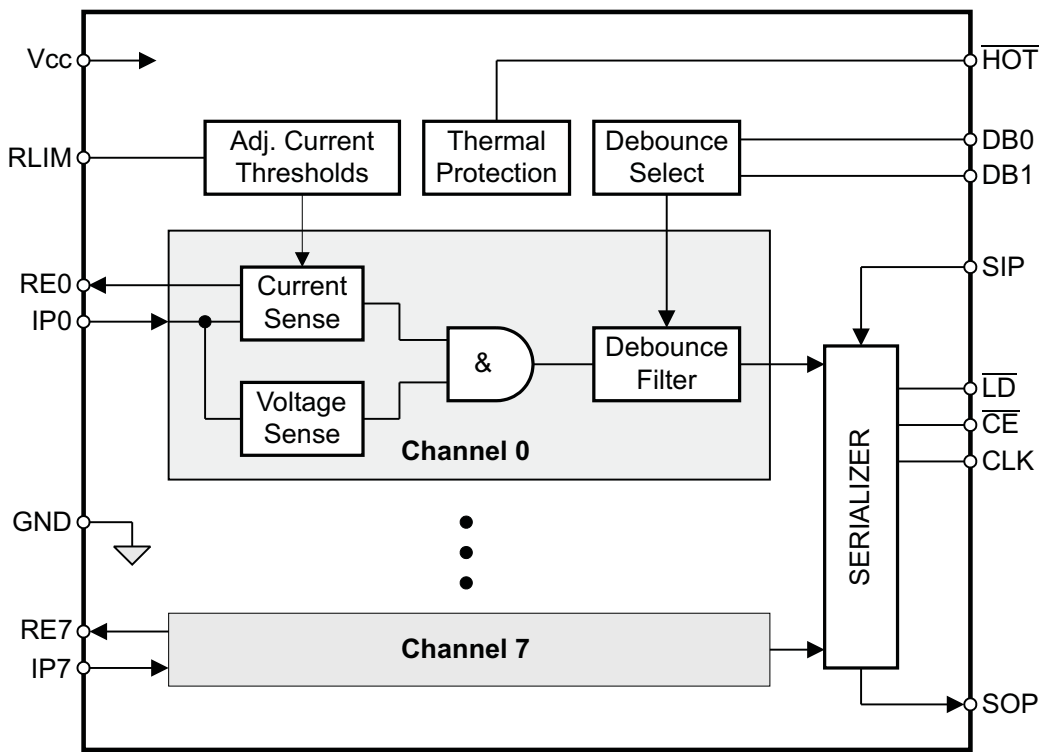 Vcc
HOT
RLIM
Adj. Current
Thresholds
Thermal
Protection
Debounce
Select
DB0
DB1
RE0
IP0
Current
Sense
Voltage
Sense
&
Debounce
Filter
Channel 0
SIP
LD
CE
CLK
SERIALIZER
GND
RE7
IP7
Channel 7
SOP